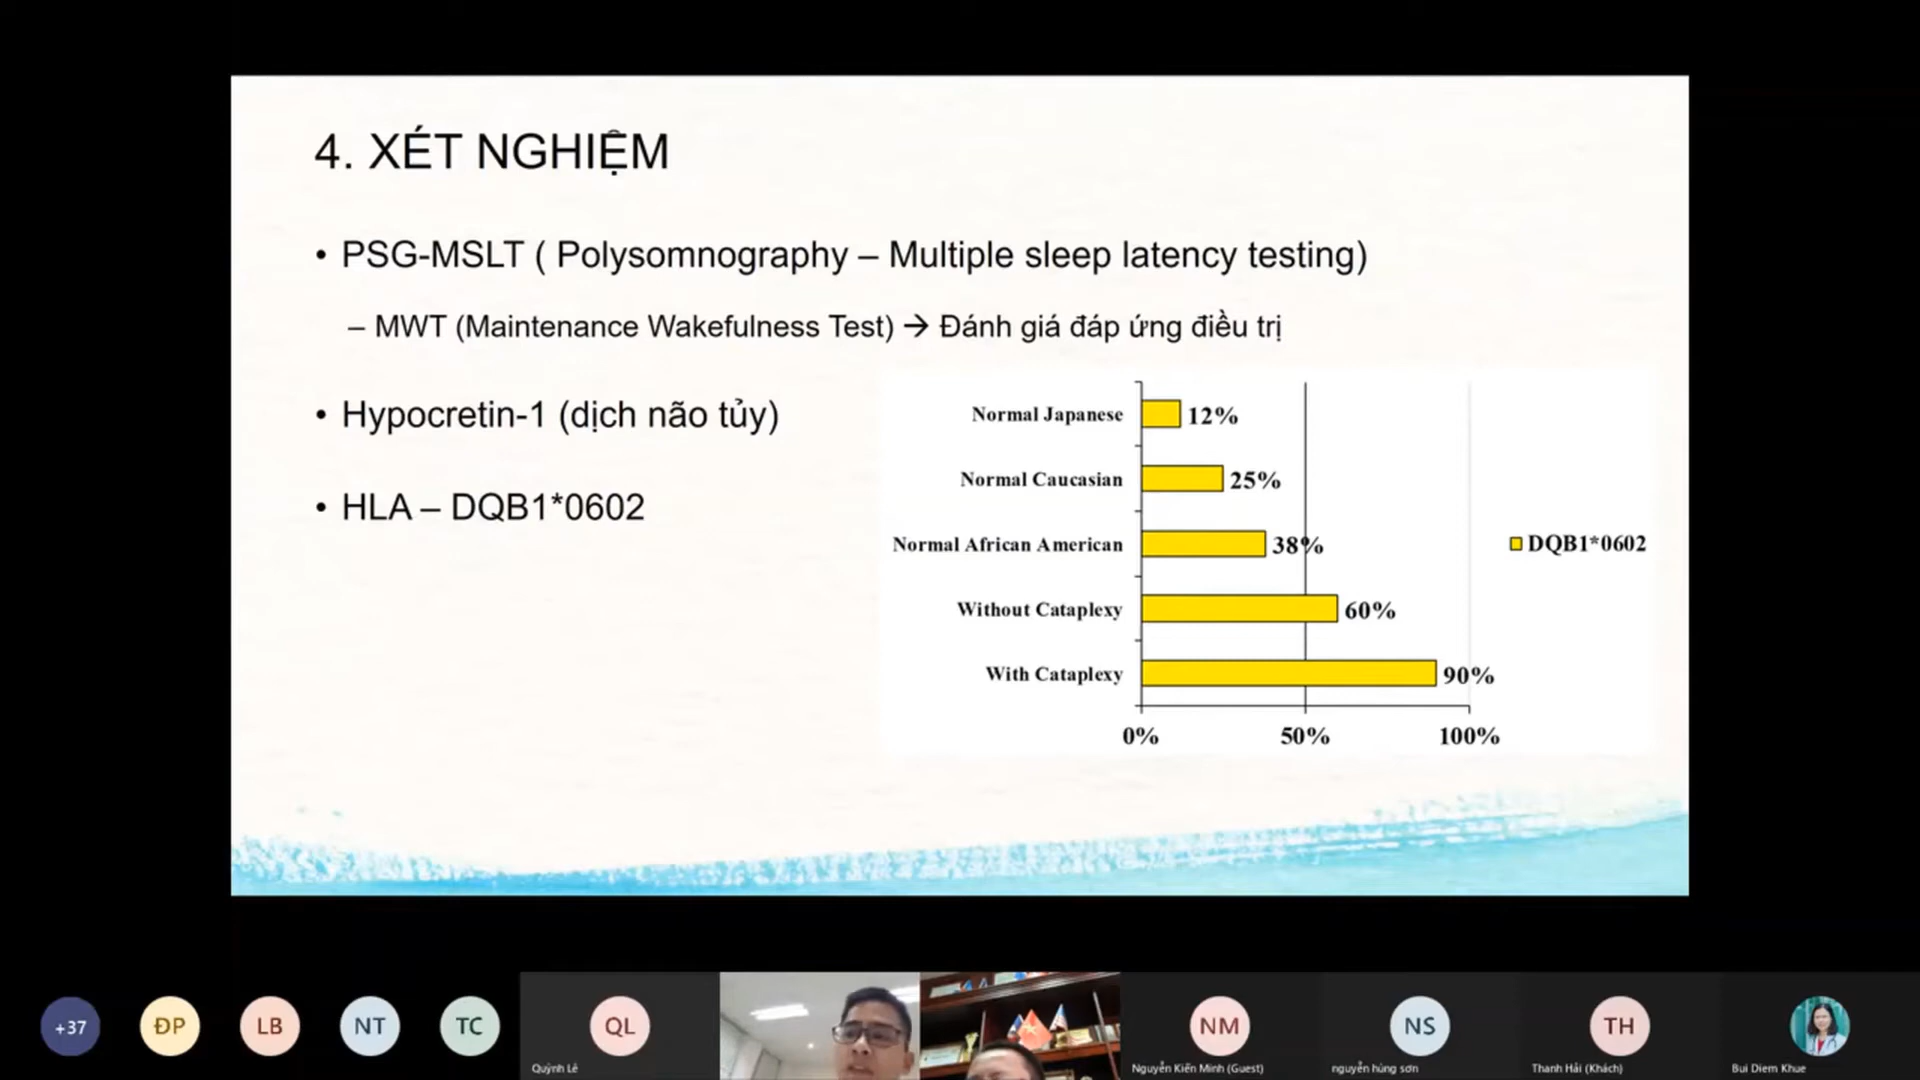 4. XÉT NGHIỆM
• PSG-MSLT ( Polysomnography – Multiple sleep latency testing)
– MWT (Maintenance Wakefulness Test) → Đánh giá đáp ứng điều trị
• Hypocretin-1 (dịch não tủy)
• HLA – DQB1*0602
Normal Japanese 12%
Normal Caucasian 25%
Normal African American 38%
Without Cataplexy 60%
With Cataplexy 90%
0% 50% 100%
DQB1*0602
+37 ĐP LB NT TC QL NM NS TH
Quỳnh Lê Nguyễn Kiến Minh (Guest) nguyễn hùng sơn Thanh Hải (Khách) Bui Diem Khue